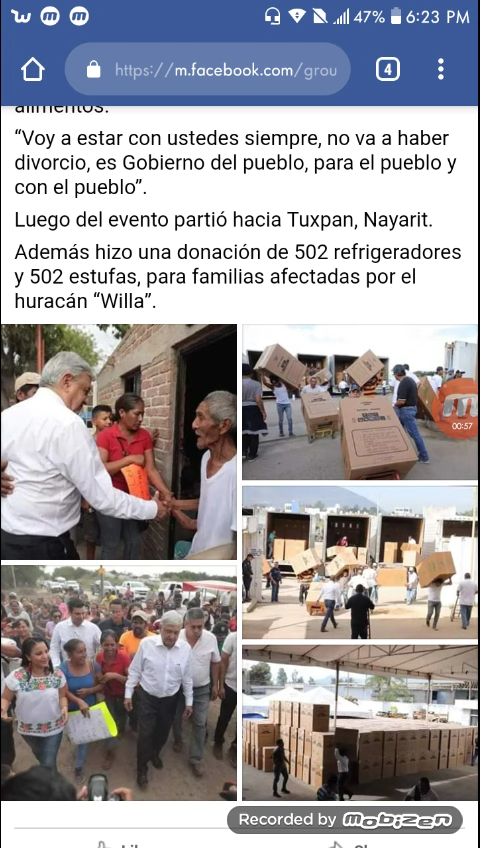 47% 6:23 PM
https://m.facebook.com/grou
4
alimentos.
“Voy a estar con ustedes siempre, no va a haber
divorcio, es Gobierno del pueblo, para el pueblo y
con el pueblo”.
Luego del evento partió hacia Tuxpan, Nayarit.
Además hizo una donación de 502 refrigeradores
y 502 estufas, para familias afectadas por el
huracán “Willa”.
00:57
Recorded by mobizen